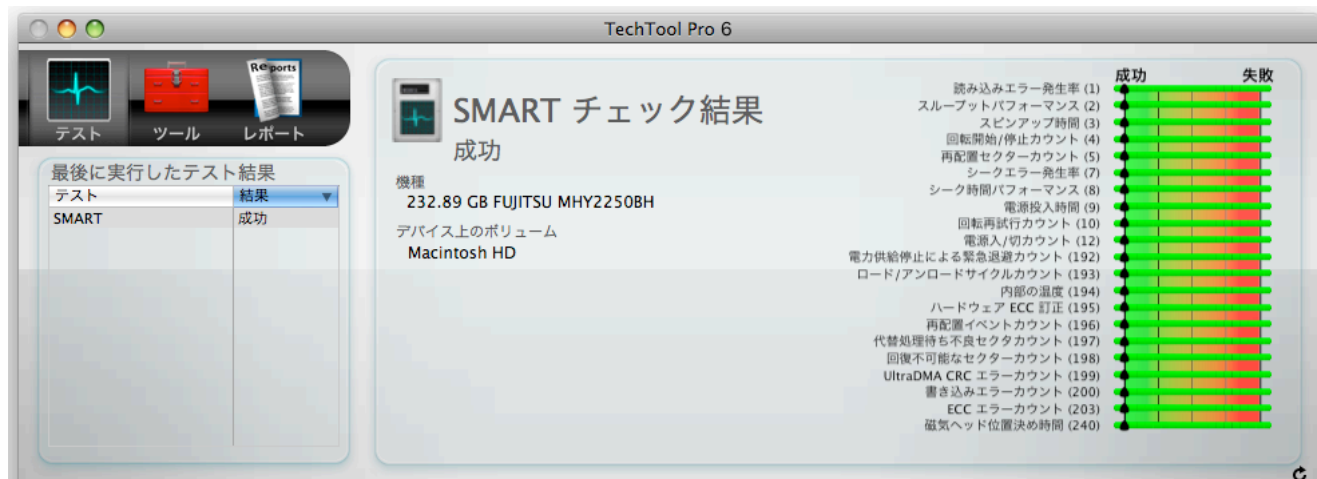 TechTool Pro 6
テスト
ツール
Reports
レポート
最後に実行したテスト結果
テスト 結果
SMART 成功
SMART チェック結果
成功
機種
232.89 GB FUJITSU MHY2250BH
デバイス上のボリューム
Macintosh HD
成功 失敗
読み込みエラー発生率 (1)
スループットパフォーマンス (2)
スピンアップ時間 (3)
回転開始/停止カウント (4)
再配置セクターカウント (5)
シークエラー発生率 (7)
シーク時間パフォーマンス (8)
電源投入時間 (9)
回転再試行カウント (10)
電源入/切カウント (12)
電力供給停止による緊急退避カウント (192)
ロード/アンロードサイクルカウント (193)
内部の温度 (194)
ハードウェア ECC 訂正 (195)
再配置イベントカウント (196)
代替処理待ち不良セクタカウント (197)
回復不可能なセクターカウント (198)
UltraDMA CRC エラーカウント (199)
書き込みエラーカウント (200)
ECC エラーカウント (203)
磁気ヘッド位置決め時間 (240)